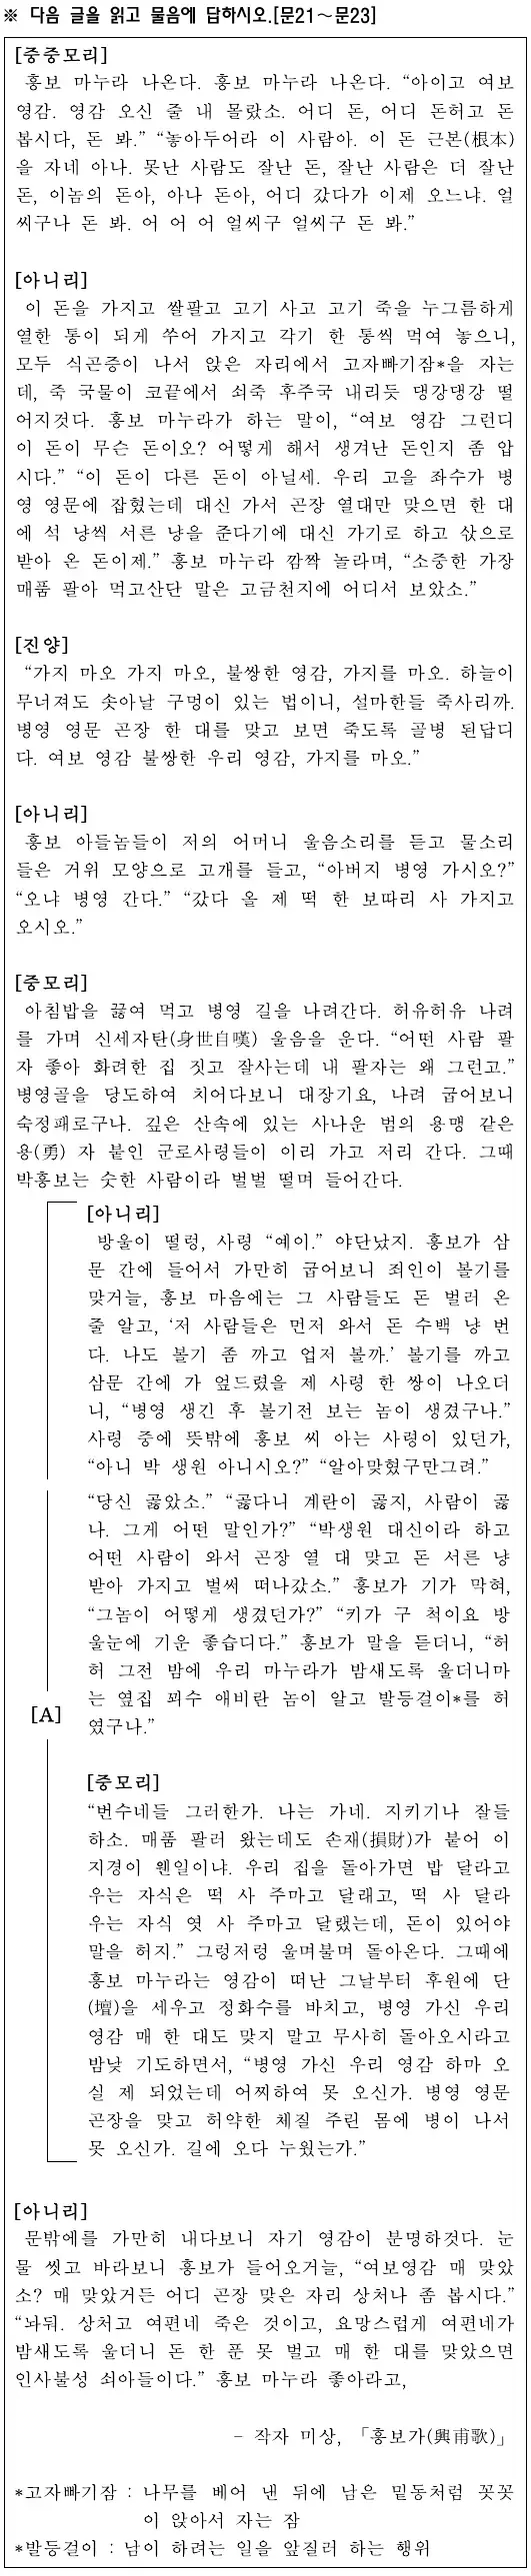 ※ 다음 글을 읽고 물음에 답하시오.[문21～문23]
[중중모리]
흥보 마누라 나온다. 흥보 마누라 나온다. “아이고 여보
영감. 영감 오신 줄 내 몰랐소. 어디 돈, 어디 돈허고 돈
봅시다, 돈 봐.” “놓아두어라 이 사람아. 이 돈 근본(根本)
을 자네 아나. 못난 사람도 잘난 돈, 잘난 사람은 더 잘난
돈, 이놈의 돈아, 아나 돈아, 어디 갔다가 이제 오느냐. 얼
씨구나 돈 봐. 어 어 어 얼씨구 얼씨구 돈 봐.”
[아니리]
이 돈을 가지고 쌀팔고 고기 사고 고기 죽을 누그름하게
열한 통이 되게 쑤어 가지고 각기 한 통씩 먹여 놓으니,
모두 식곤증이 나서 앉은 자리에서 고자빠기잠*을 자는
데, 죽 국물이 코끝에서 쇠죽 후주국 내리듯 댕강댕강 떨
어지것다. 흥보 마누라가 하는 말이, “여보 영감 그런디
이 돈이 무슨 돈이오? 어떻게 해서 생겨난 돈인지 좀 압
시다.” “이 돈이 다른 돈이 아닐세. 우리 고을 좌수가 병
영 영문에 잡혔는데 대신 가서 곤장 열대만 맞으면 한 대
에 석 냥씩 서른 냥을 준다기에 대신 가기로 하고 삯으로
받아 온 돈이제.” 흥보 마누라 깜짝 놀라며, “소중한 가장
매품 팔아 먹고산단 말은 고금천지에 어디서 보았소.”
[진양]
“가지 마오 가지 마오, 불쌍한 영감, 가지를 마오. 하늘이
무너져도 솟아날 구멍이 있는 법이니, 설마한들 죽사리까.
병영 영문 곤장 한 대를 맞고 보면 죽도록 골병 된답디
다. 여보 영감 불쌍한 우리 영감, 가지를 마오.”
[아니리]
흥보 아들놈들이 저의 어머니 울음소리를 듣고 물소리
들은 거위 모양으로 고개를 들고, “아버지 병영 가시오?”
“오냐 병영 간다.” “갔다 올 제 떡 한 보따리 사 가지고
오시오.”
[중모리]
아침밥을 끓여 먹고 병영 길을 나려간다. 허유허유 나려
를 가며 신세자탄(身世自嘆) 울음을 운다. “어떤 사람 팔
자 좋아 화려한 집 짓고 잘사는데 내 팔자는 왜 그런고.”
병영골을 당도하여 치어다보니 대장기요, 나려 굽어보니
숙정패로구나. 깊은 산속에 있는 사나운 범의 용맹 같은
용(勇) 자 붙인 군로사령들이 이리 가고 저리 간다. 그때
박흥보는 숫한 사람이라 벌벌 떨며 들어간다.
[아니리]
방울이 떨렁, 사령 “예이.” 야단났지. 흥보가 삼
문 간에 들어서 가만히 굽어보니 죄인이 볼기를
맞거늘, 흥보 마음에는 그 사람들도 돈 벌러 온
줄 알고, ‘저 사람들은 먼저 와서 돈 수백 냥 번
다. 나도 볼기 좀 까고 업저 볼까.’ 볼기를 까고
삼문 간에 가 엎드렸을 제 사령 한 쌍이 나오더
니, “병영 생긴 후 볼기전 보는 놈이 생겼구나.”
사령 중에 뜻밖에 흥보 씨 아는 사령이 있던가,
“아니 박 생원 아니시오?” “알아맞혔구만그려.”
“당신 곯았소.” “곯다니 계란이 곯지, 사람이 곯
나. 그게 어떤 말인가?” “박생원 대신이라 하고
어떤 사람이 와서 곤장 열 대 맞고 돈 서른 냥
받아 가지고 벌써 떠나갔소.” 흥보가 기가 막혀,
“그놈이 어떻게 생겼던가?” “키가 구 척이요 방
울눈에 기운 좋습디다.” 흥보가 말을 듣더니, “허
허 그전 밤에 우리 마누라가 밤새도록 울더니마
는 옆집 꾀수 애비란 놈이 알고 발등걸이*를 허
였구나.”
[A]
[중모리]
“번수네들 그러한가. 나는 가네. 지키기나 잘들
하소. 매품 팔러 왔는데도 손재(損財)가 붙어 이
지경이 웬일이냐. 우리 집을 돌아가면 밥 달라고
우는 자식은 떡 사 주마고 달래고, 떡 사 달라
우는 자식 엿 사 주마고 달랬는데, 돈이 있어야
말을 허지.” 그렁저렁 울며불며 돌아온다. 그때에
흥보 마누라는 영감이 떠난 그날부터 후원에 단
(壇)을 세우고 정화수를 바치고, 병영 가신 우리
영감 매 한 대도 맞지 말고 무사히 돌아오시라고
밤낮 기도하면서, “병영 가신 우리 영감 하마 오
실 제 되었는데 어찌하여 못 오신가. 병영 영문
곤장을 맞고 허약한 체질 주린 몸에 병이 나서
못 오신가. 길에 오다 누웠는가.”
[아니리]
문밖에를 가만히 내다보니 자기 영감이 분명하것다. 눈
물 씻고 바라보니 흥보가 들어오거늘, “여보영감 매 맞았
소? 매 맞았거든 어디 곤장 맞은 자리 상처나 좀 봅시다.”
“놔둬. 상처고 여편네 죽은 것이고, 요망스럽게 여편네가
밤새도록 울더니 돈 한 푼 못 벌고 매 한 대를 맞았으면
인사불성 쇠아들이다.” 흥보 마누라 좋아라고,
- 작자 미상, 「흥보가(興甫歌)」
*고자빠기잠 : 나무를 베어 낸 뒤에 남은 밑동처럼 꼿꼿
이 앉아서 자는 잠
*발등걸이 : 남이 하려는 일을 앞질러 하는 행위